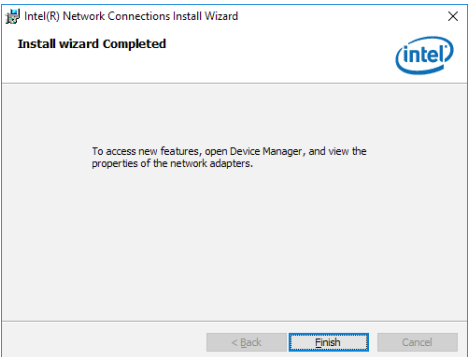 Intel(R) Network Connections Install Wizard
Install wizard Completed
intel
To access new features, open Device Manager, and view the
properties of the network adapters.
< Back
Finish
Cancel